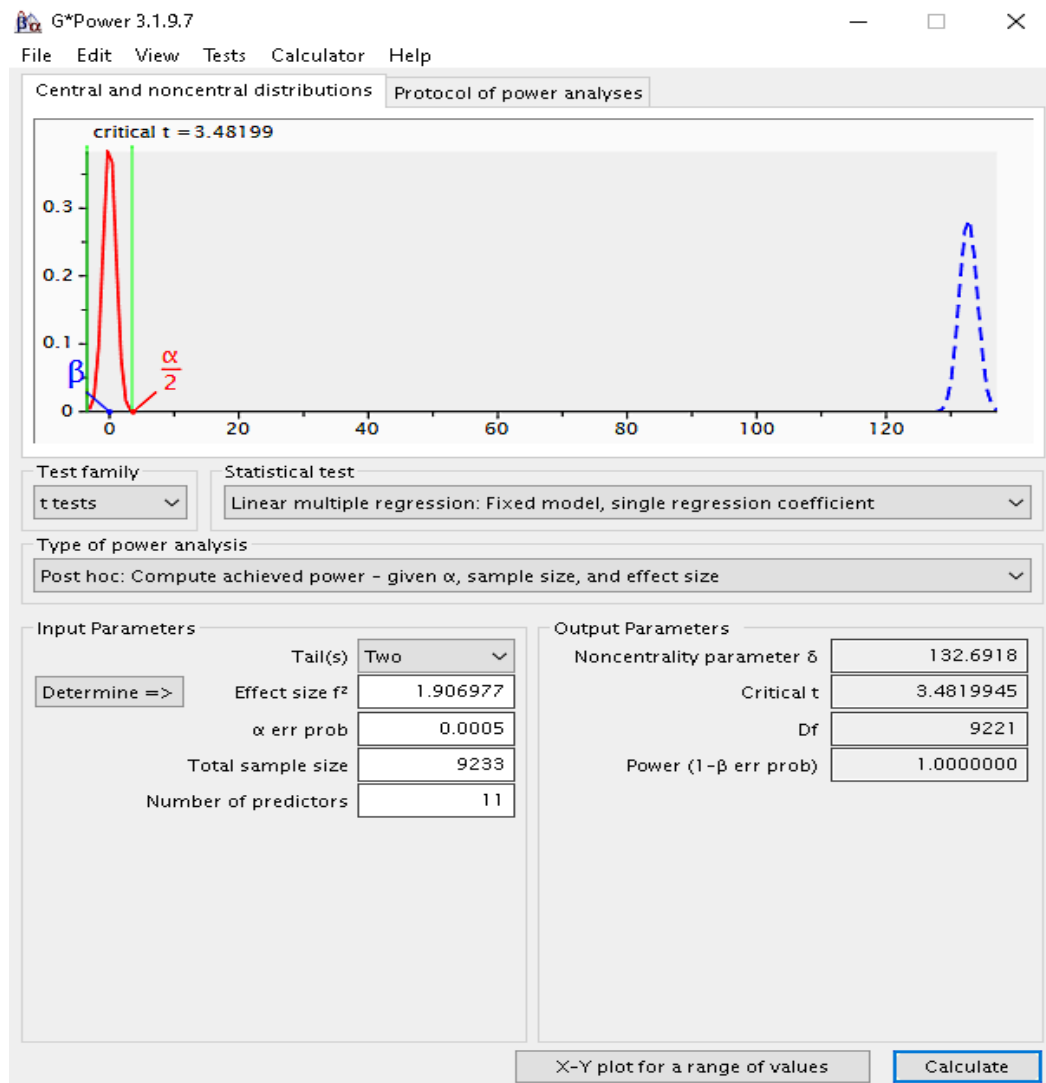 G*Power 3.1.9.7
File Edit View Tests Calculator Help
Central and noncentral distributions Protocol of power analyses
critical t = 3.48199
0.3
0.2
0.1
0
β
α
2
0 20 40 60 80 100 120
Test family
Statistical test
t tests
Linear multiple regression: Fixed model, single regression coefficient
Type of power analysis
Post hoc: Compute achieved power – given α, sample size, and effect size
Input Parameters
Tail(s) Two
Determine => Effect size f² 1.906977
α err prob 0.0005
Total sample size 9233
Number of predictors 11
Output Parameters
Noncentrality parameter δ 132.6918
Critical t 3.4819945
Df 9221
Power (1-β err prob) 1.0000000
X-Y plot for a range of values
Calculate